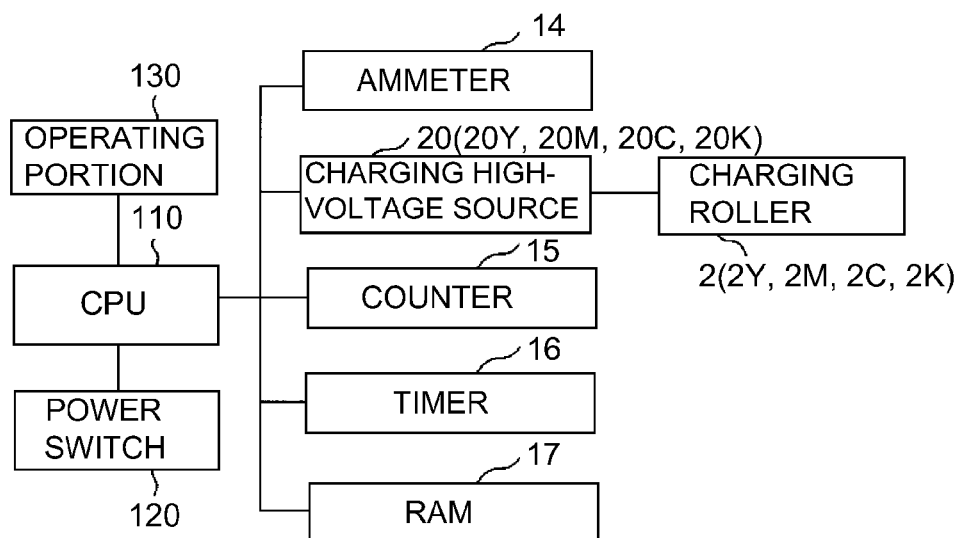 14
AMMETER
130
OPERATING
PORTION
20(20Y, 20M, 20C, 20K)
CHARGING HIGH-
VOLTAGE SOURCE
CHARGING
ROLLER
2(2Y, 2M, 2C, 2K)
110
CPU
15
COUNTER
16
TIMER
POWER
SWITCH
120
17
RAM